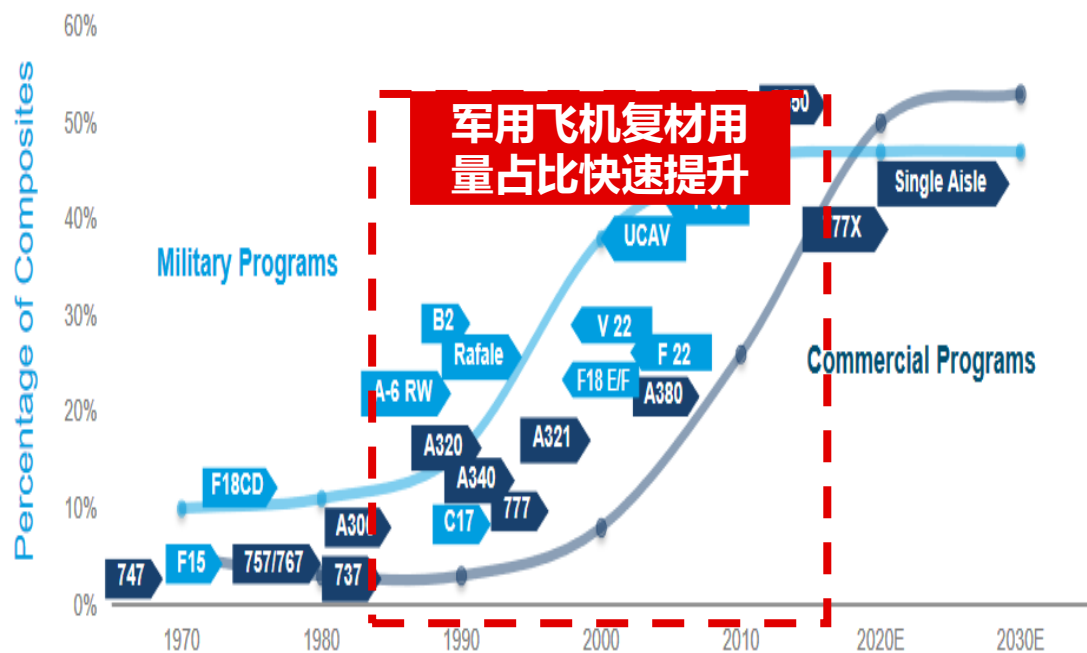 60%
50%
40%
30%
20%
10%
0%
Percentage of Composites
军用飞机复材用
量占比快速提升
Single Aisle
UCAV
Military Programs
B2
V 22
Rafale
F 22
Commercial Programs
A-6 RW
F18 E/F
A380
A320
A321
A340
F18CD
777
C17
A300
F15
757/767
737
747
1970
1980
1990
2000
2010
2020E
2030E